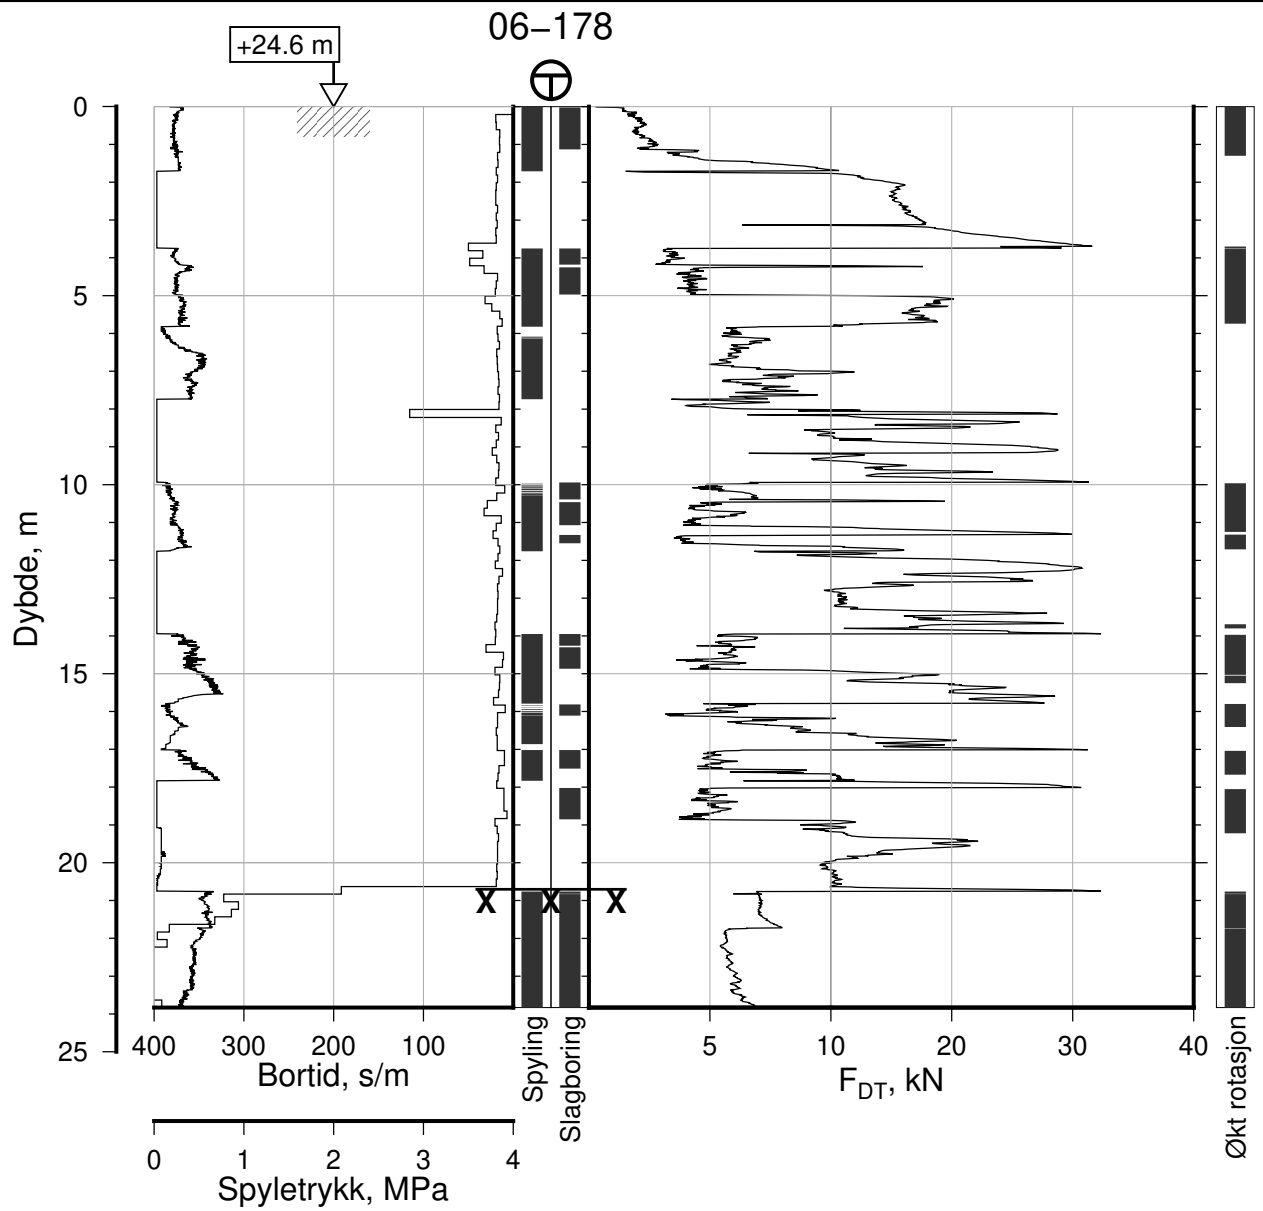 06–178
+24.6 m
0
5
10
15
20
25
Dybde, m
400 300 200 100
Bortid, s/m
0 1 2 3 4
Spyletrykk, MPa
Spyling
Slagboring
X X X
5 10 20 30 40
F_DT, kN
Økt rotasjon